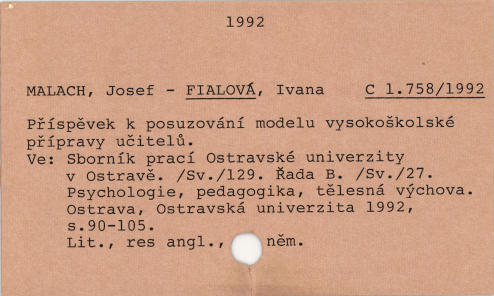 1992
MALACH, Josef - FIALOVÁ, Ivana C 1.758/1992
Příspěvek k posuzování modelu vysokoškolské
přípravy učitelů.
Ve: Sborník prací Ostravské univerzity
v Ostravě. /Sv./129. Řada B. /Sv./27.
Psychologie, pedagogika, tělesná výchova.
Ostrava, Ostravská univerzita 1992,
s.90-105.
Lit., res angl., něm.